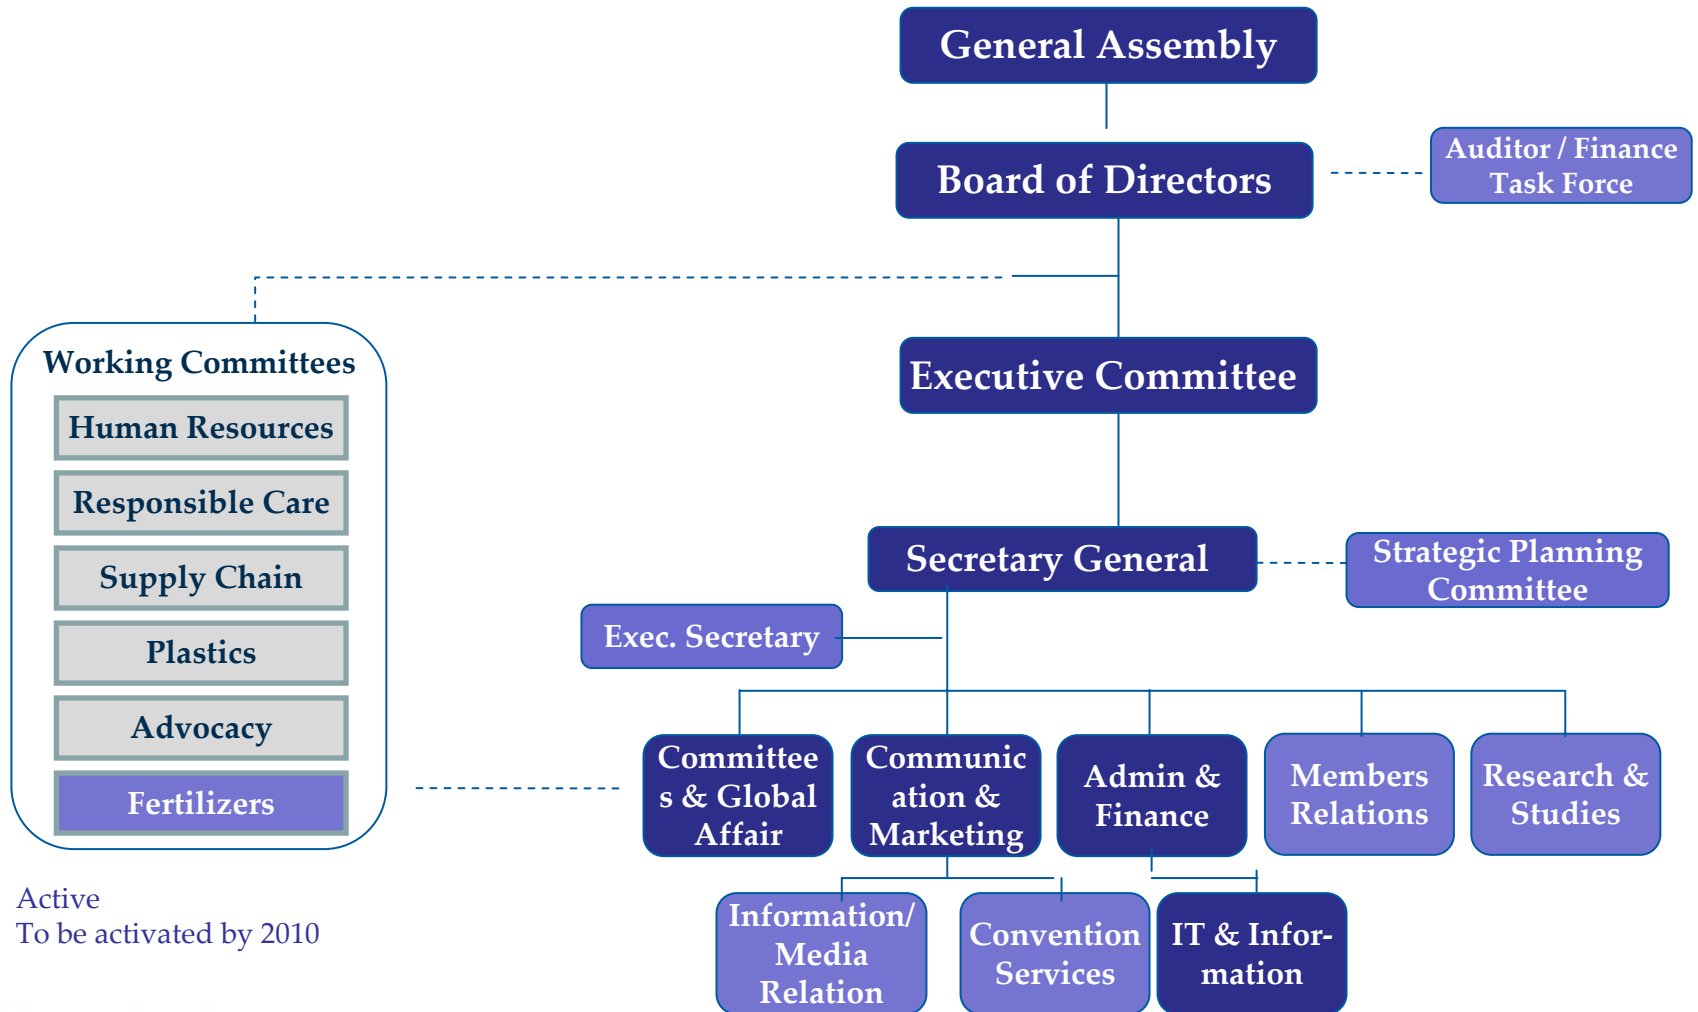 General Assembly
Board of Directors
Auditor / Finance
Task Force
Executive Committee
Working Committees
Human Resources
Responsible Care
Supply Chain
Plastics
Advocacy
Fertilizers
Secretary General
Strategic Planning
Committee
Exec. Secretary
Committee
s & Global
Affair
Communic
ation &
Marketing
Admin &
Finance
Members
Relations
Research &
Studies
Information/
Media
Relation
Convention
Services
IT & Infor-
mation
Active
To be activated by 2010